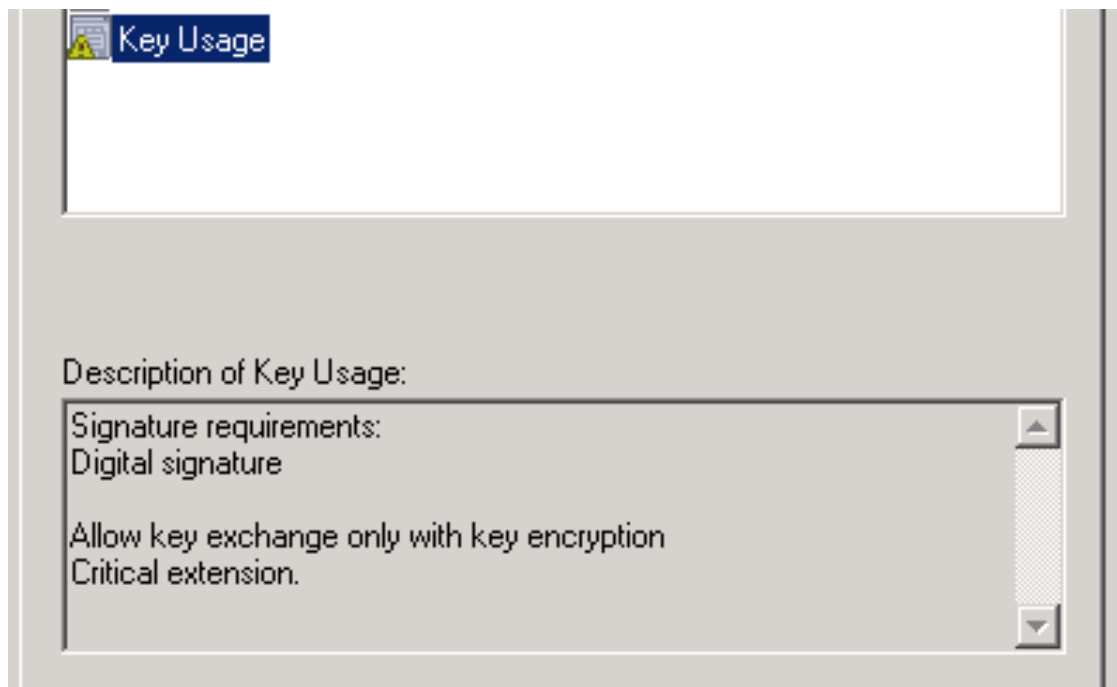 Key Usage
Description of Key Usage:
Signature requirements:
Digital signature
Allow key exchange only with key encryption
Critical extension.